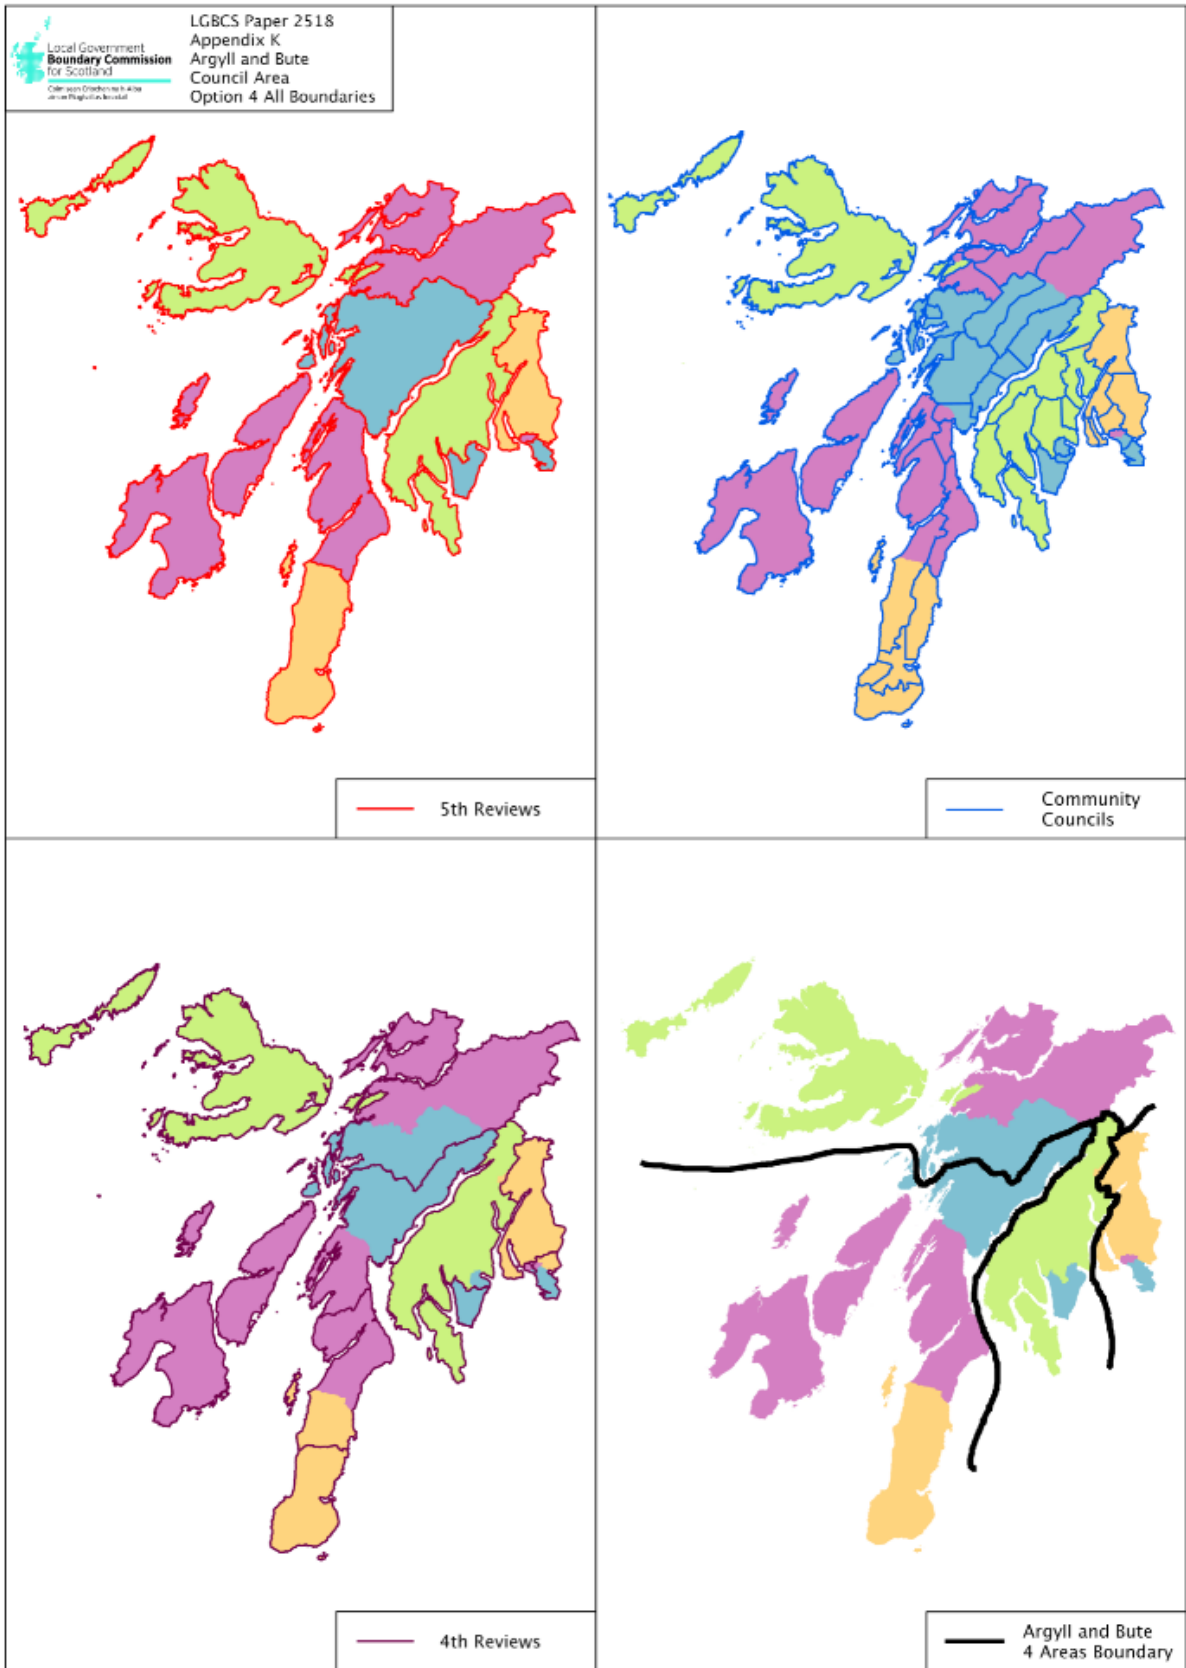 Local Government
Boundary Commission
for Scotland
LGBCS Paper 2518
Appendix K
Argyll and Bute
Council Area
Option 4 All Boundaries
5th Reviews
Community
Councils
4th Reviews
Argyll and Bute
4 Areas Boundary